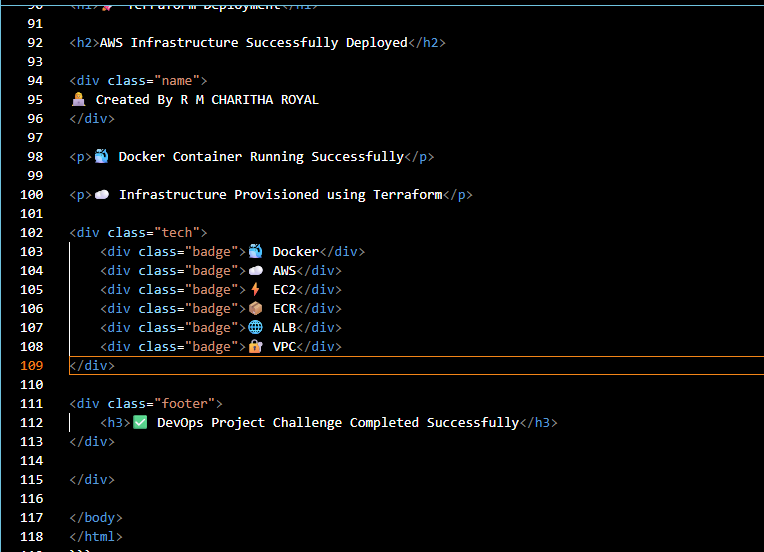 90 <h1>🚀 Terraform Deployment</h1>
91
92 <h2>AWS Infrastructure Successfully Deployed</h2>
93
94 <div class="name">
95 👩‍💻 Created By R M CHARITHA ROYAL
96 </div>
97
98 <p>🐳 Docker Container Running Successfully</p>
99
100 <p>☁️ Infrastructure Provisioned using Terraform</p>
101
102 <div class="tech">
103 <div class="badge">🐳 Docker</div>
104 <div class="badge">☁️ AWS</div>
105 <div class="badge">⚡ EC2</div>
106 <div class="badge">📦 ECR</div>
107 <div class="badge">🌐 ALB</div>
108 <div class="badge">🔐 VPC</div>
109 </div>
110
111 <div class="footer">
112 <h3>✅ DevOps Project Challenge Completed Successfully</h3>
113 </div>
114
115 </div>
116
117 </body>
118 </html>
119 ```